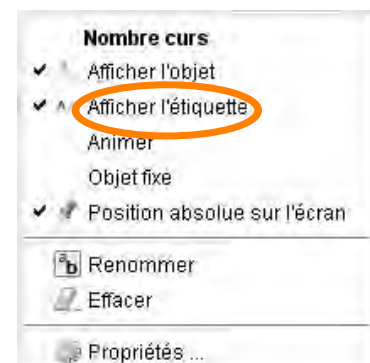 Nombre curs
Afficher l'objet
Afficher l'étiquette
Animer
Objet fixe
Position absolue sur l'écran
Renommer
Effacer
Propriétés ...